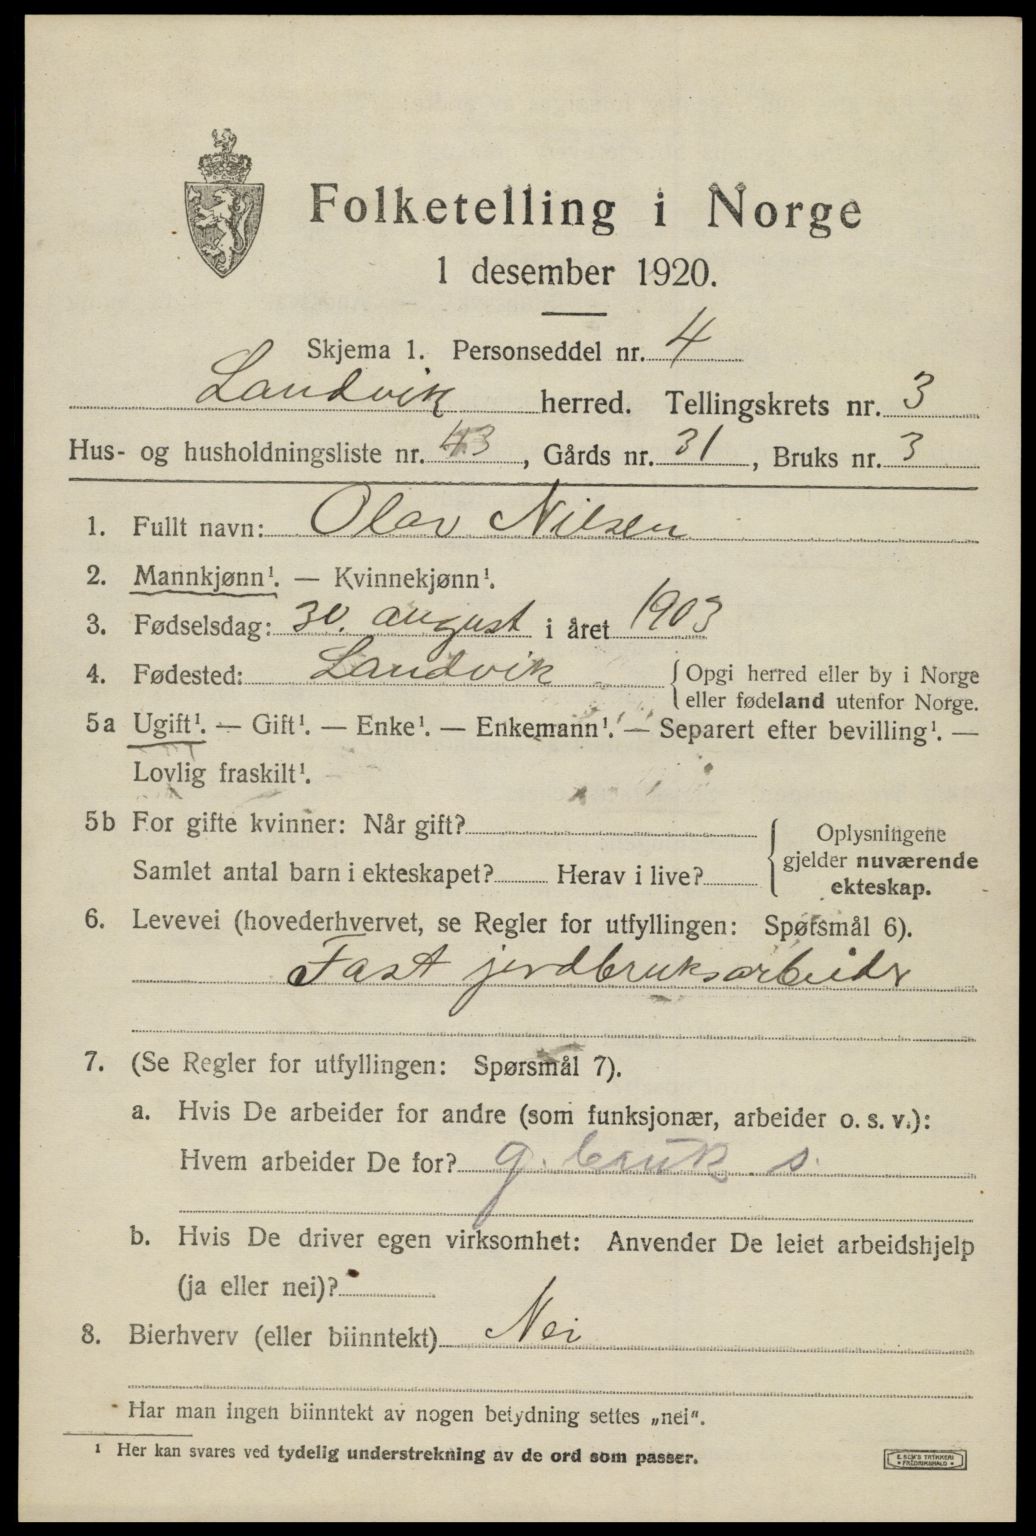 Folketelling i Norge
1 desember 1920.
Skjema 1. Personseddel nr. 4
Landvik herred. Tellingskrets nr. 3
Hus- og husholdningsliste nr. 43, Gårds nr. 31, Bruks nr. 3
1. Fullt navn: Olav Nilsen
2. Mannkjønn¹. — Kvinnekjønn¹.
3. Fødselsdag: 30. august i året 1903
4. Fødested: Landvik { Opgi herred eller by i Norge
eller fødeland utenfor Norge.
5a Ugift¹. — Gift¹. — Enke¹. — Enkemann¹. — Separert efter bevilling¹. —
Lovlig fraskilt¹.
5b For gifte kvinner: Når gift?
Samlet antal barn i ekteskapet? Herav i live?
{ Oplysningene
gjelder nuværende
ekteskap.
6. Levevei (hovederhvervet, se Regler for utfyllingen: Spørsmål 6).
Fast jordbruksarbeidr
7. (Se Regler for utfyllingen: Spørsmål 7).
a. Hvis De arbeider for andre (som funksjonær, arbeider o. s. v.):
Hvem arbeider De for? g. bruk s.
b. Hvis De driver egen virksomhet: Anvender De leiet arbeidshjelp
(ja eller nei)?
8. Bierhverv (eller biinntekt) Nei
Har man ingen biinntekt av nogen betydning settes „nei".
¹ Her kan svares ved tydelig understrekning av de ord som passer.
E. SEM'S TRYKKERI
FREDRIKSHALD